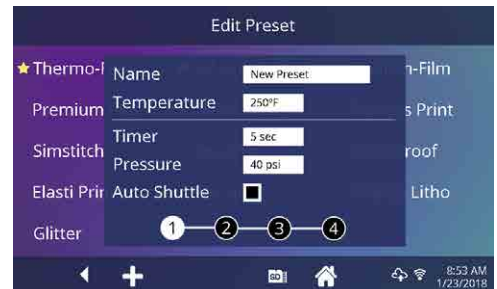 Edit Preset
Thermo-F
Name
New Preset
n-Film
Premium
Temperature
250°F
s Print
Timer
5 sec
Simstitch
Pressure
40 psi
roof
Elasti Prin
Auto Shuttle
Litho
Glitter
1 2 3 4
GO
8:53 AM
1/23/2018